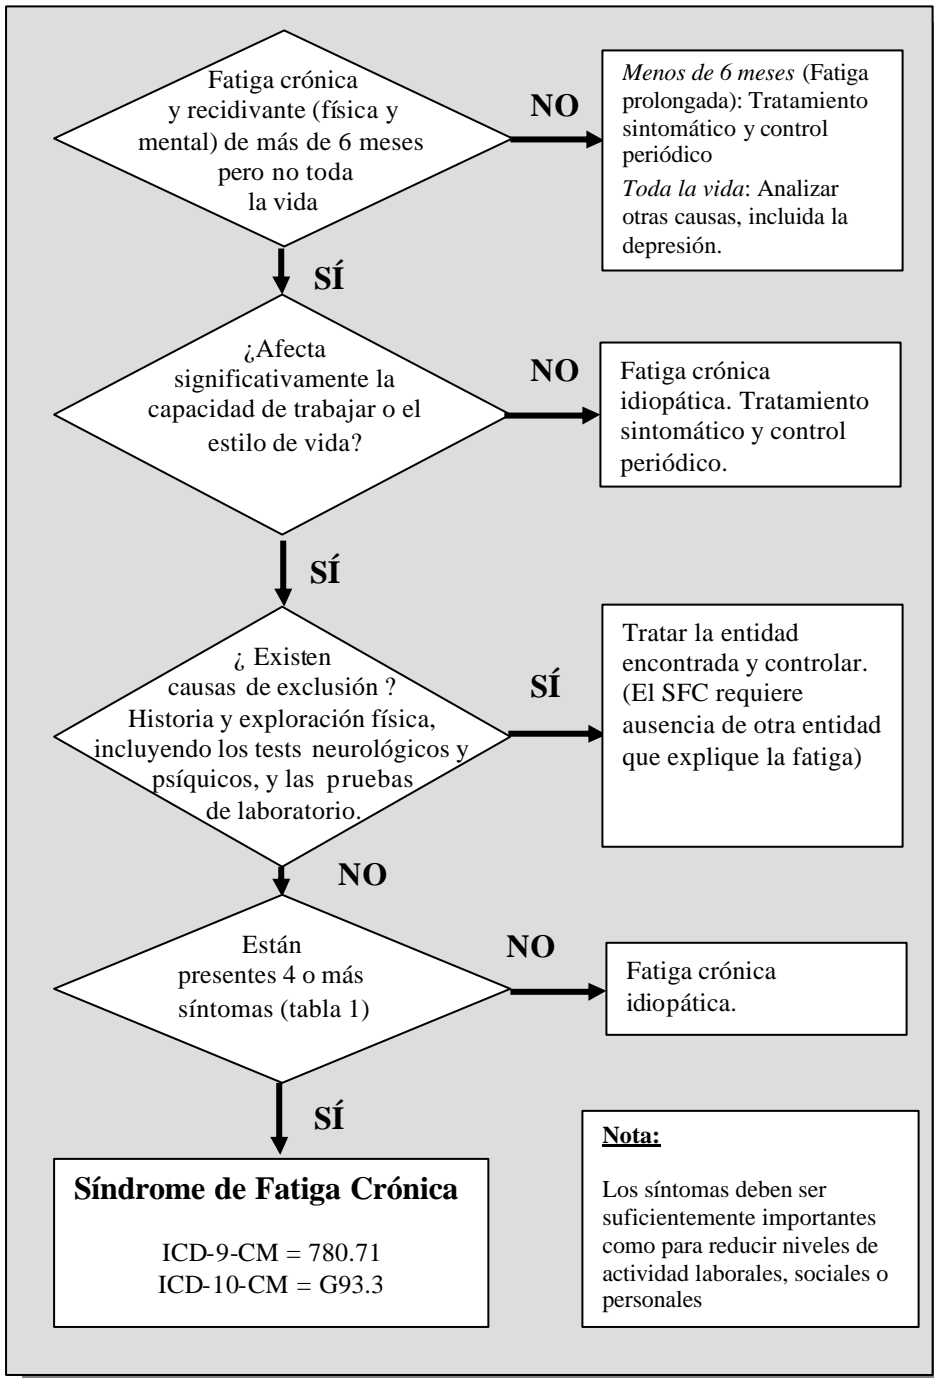 Fatiga crónica
y recidivante (física y
mental) de más de 6 meses
pero no toda
la vida
NO
Menos de 6 meses (Fatiga
prolongada): Tratamiento
sintomático y control
periódico
Toda la vida: Analizar
otras causas, incluida la
depresión.
SÍ
¿Afecta
significativamente la
capacidad de trabajar o el
estilo de vida?
NO
Fatiga crónica
idiopática. Tratamiento
sintomático y control
periódico.
SÍ
¿ Existen
causas de exclusión ?
Historia y exploración física,
incluyendo los tests neurológicos y
psíquicos, y las pruebas
de laboratorio.
SÍ
Tratar la entidad
encontrada y controlar.
(El SFC requiere
ausencia de otra entidad
que explique la fatiga)
NO
Están
presentes 4 o más
síntomas (tabla 1)
NO
Fatiga crónica
idiopática.
SÍ
Síndrome de Fatiga Crónica
ICD-9-CM = 780.71
ICD-10-CM = G93.3
Nota:
Los síntomas deben ser
suficientemente importantes
como para reducir niveles de
actividad laborales, sociales o
personales